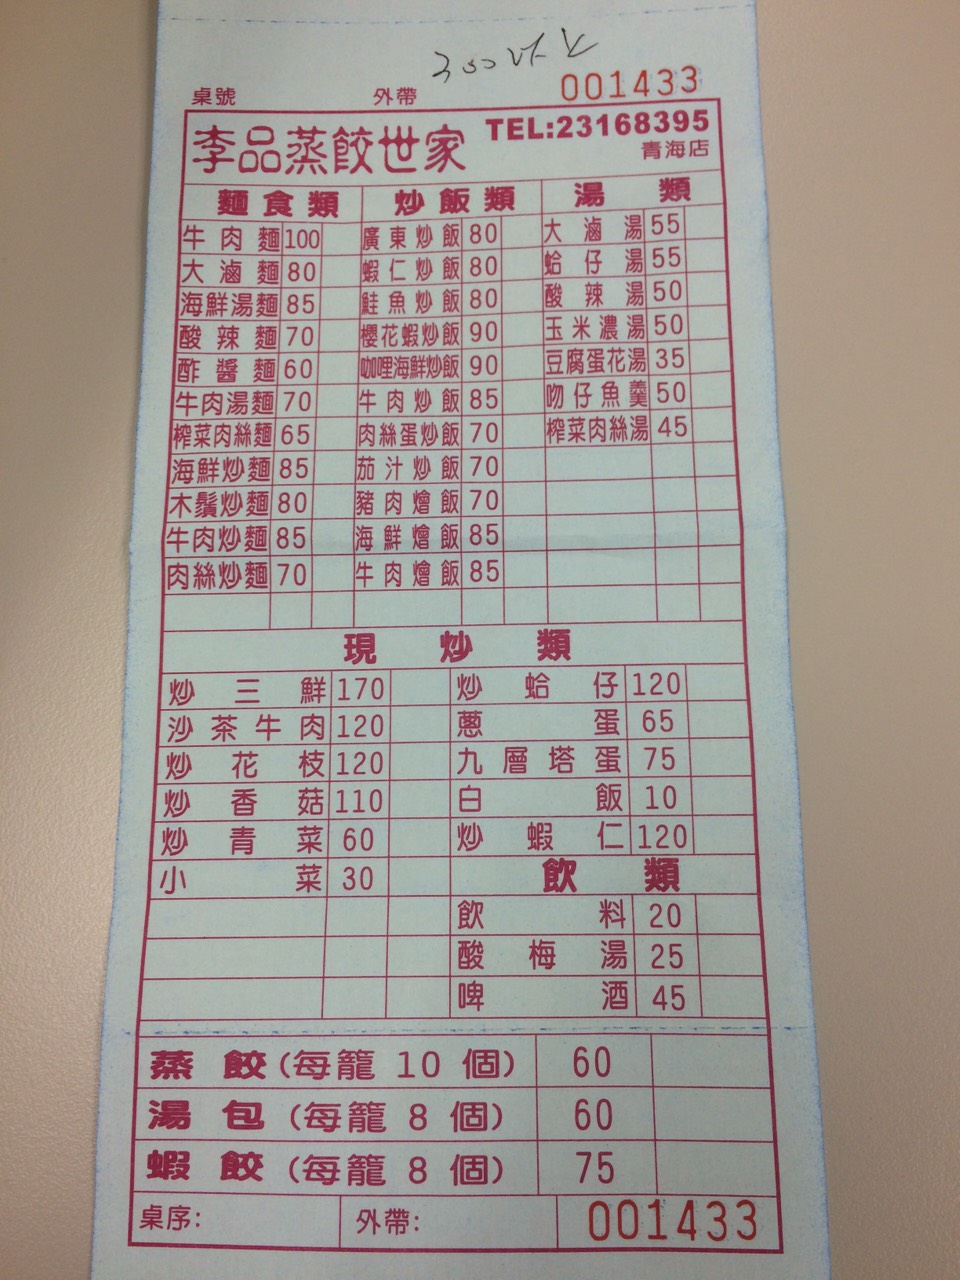 300以上
桌號 外帶 001433
李品蒸餃世家 TEL:23168395
青海店
麵食類 炒飯類 湯類
牛肉麵 100 廣東炒飯 80 大滷湯 55
大滷麵 80 蝦仁炒飯 80 蛤仔湯 55
海鮮湯麵 85 鮭魚炒飯 80 酸辣湯 50
酸辣麵 70 櫻花蝦炒飯 90 玉米濃湯 50
酢醬麵 60 咖哩海鮮炒飯 90 豆腐蛋花湯 35
牛肉湯麵 70 牛肉炒飯 85 吻仔魚羹 50
榨菜肉絲麵 65 肉絲蛋炒飯 70 榨菜肉絲湯 45
海鮮炒麵 85 茄汁炒飯 70
木鬚炒麵 80 豬肉燴飯 70
牛肉炒麵 85 海鮮燴飯 85
肉絲炒麵 70 牛肉燴飯 85
現炒類
炒三鮮 170 炒蛤仔 120
沙茶牛肉 120 蔥蛋 65
炒花枝 120 九層塔蛋 75
炒香菇 110 白飯 10
炒青菜 60 炒蝦仁 120
小菜 30 飲類
飲料 20
酸梅湯 25
啤酒 45
蒸餃(每籠10個) 60
湯包(每籠8個) 60
蝦餃(每籠8個) 75
桌序: 外帶: 001433